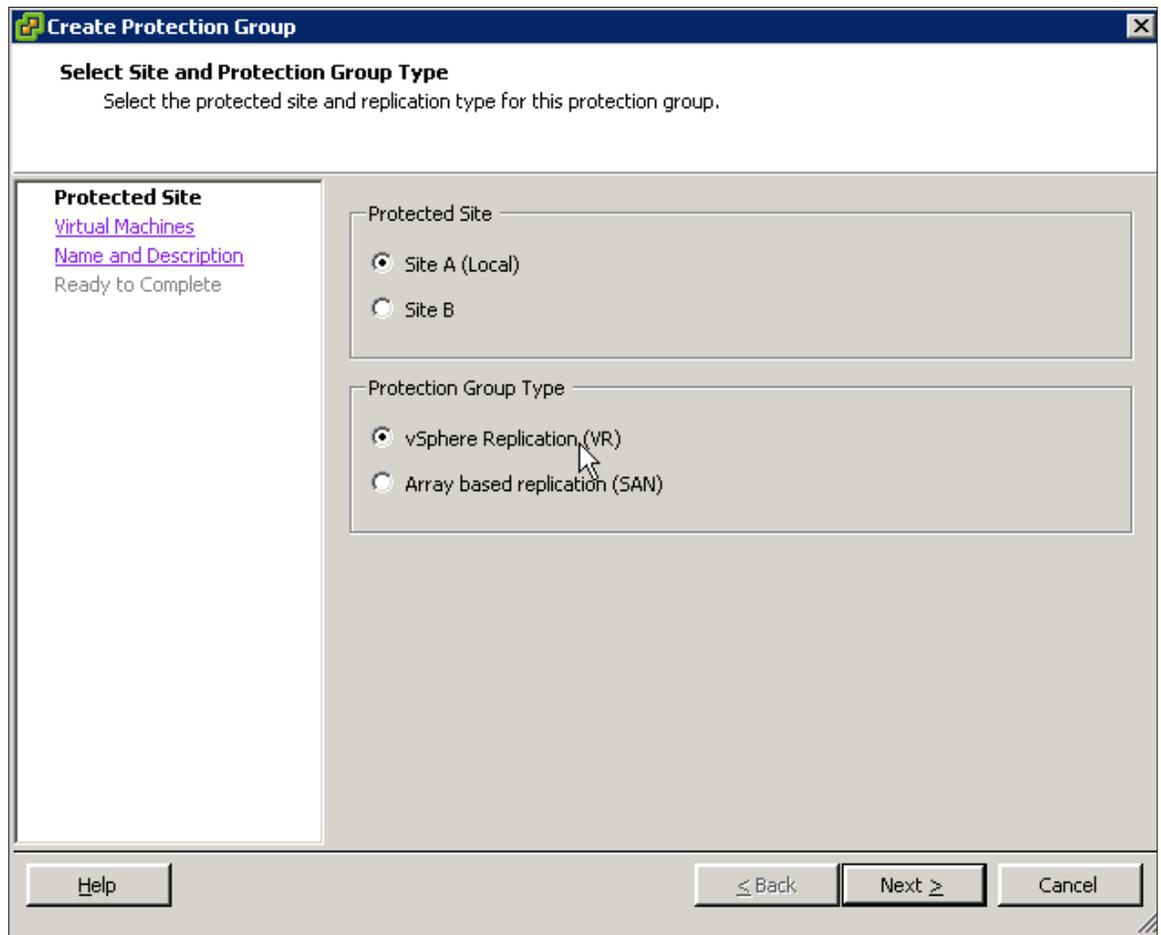 Create Protection Group
Select Site and Protection Group Type
Select the protected site and replication type for this protection group.
Protected Site
Virtual Machines
Name and Description
Ready to Complete
Protected Site
Site A (Local)
Site B
Protection Group Type
vSphere Replication (VR)
Array based replication (SAN)
Help
< Back
Next >
Cancel